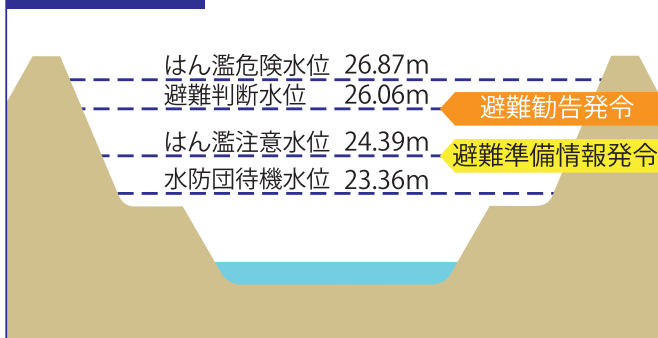 はん濫危険水位 26.87m
避難判断水位 26.06m
避難勧告発令
はん濫注意水位 24.39m
避難準備情報発令
水防団待機水位 23.36m